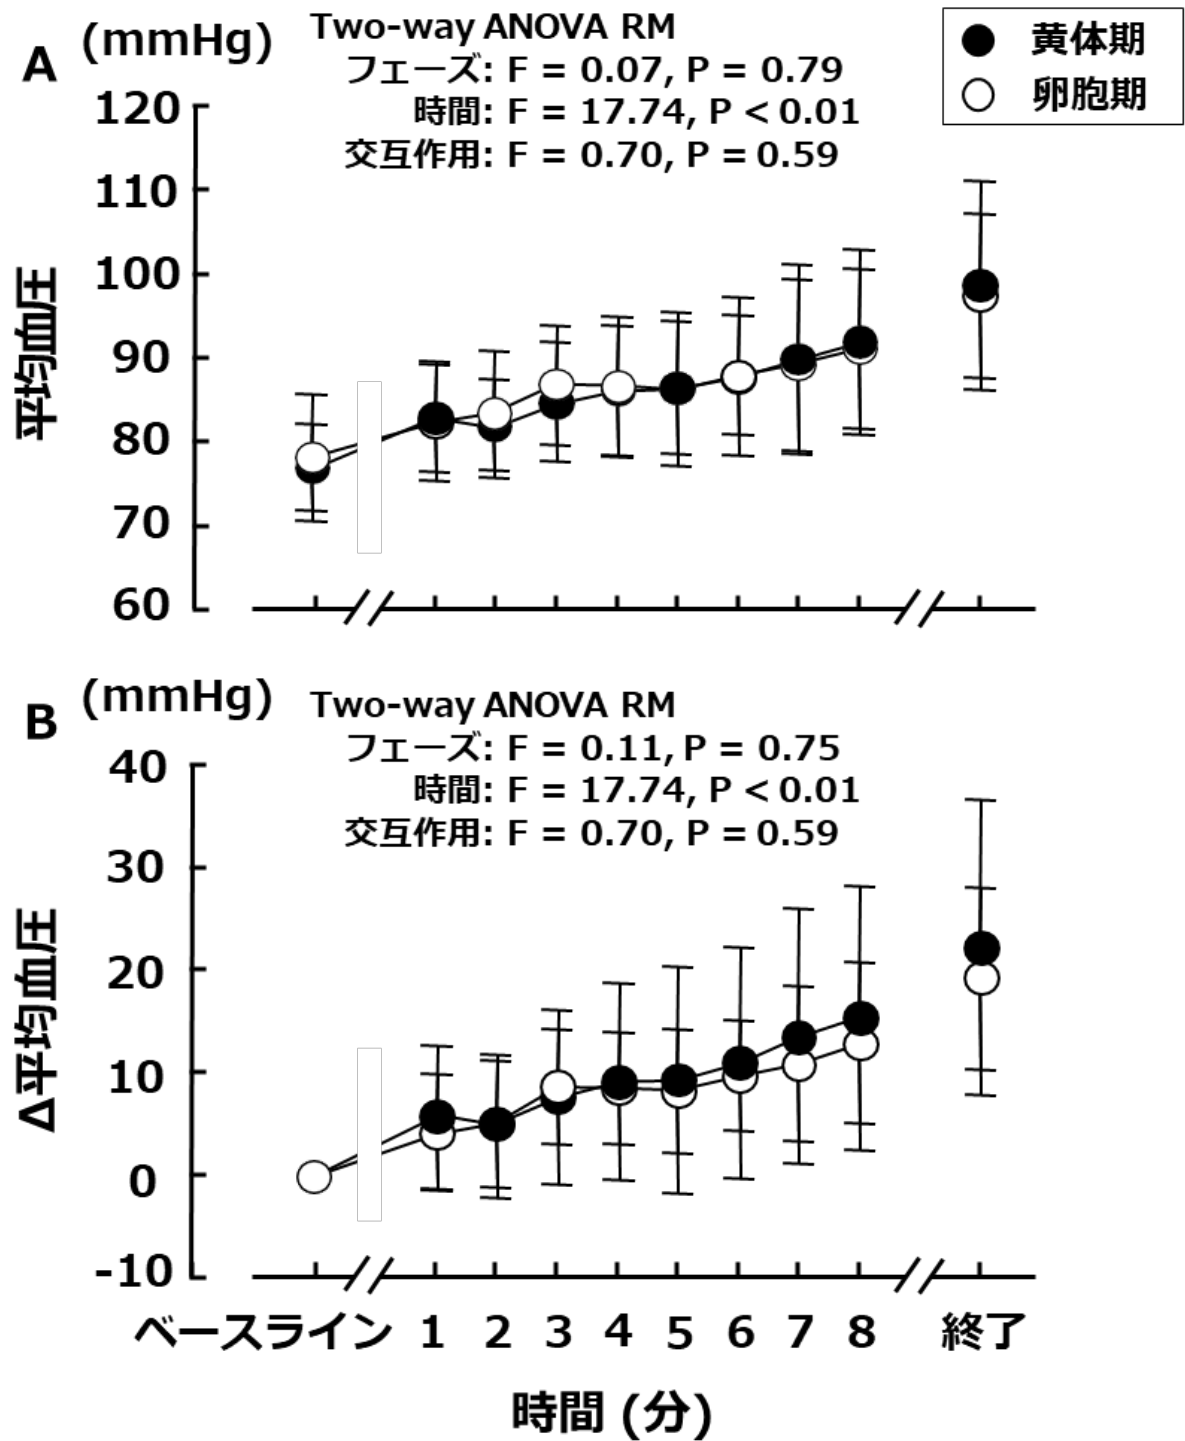 A
(mmHg)
Two-way ANOVA RM
フェーズ: F = 0.07, P = 0.79
時間: F = 17.74, P < 0.01
交互作用: F = 0.70, P = 0.59
黄体期
卵胞期
120
110
100
90
80
70
60
平均血圧
B
(mmHg)
Two-way ANOVA RM
フェーズ: F = 0.11, P = 0.75
時間: F = 17.74, P < 0.01
交互作用: F = 0.70, P = 0.59
40
30
20
10
0
-10
Δ平均血圧
ベースライン 1 2 3 4 5 6 7 8 終了
時間 (分)